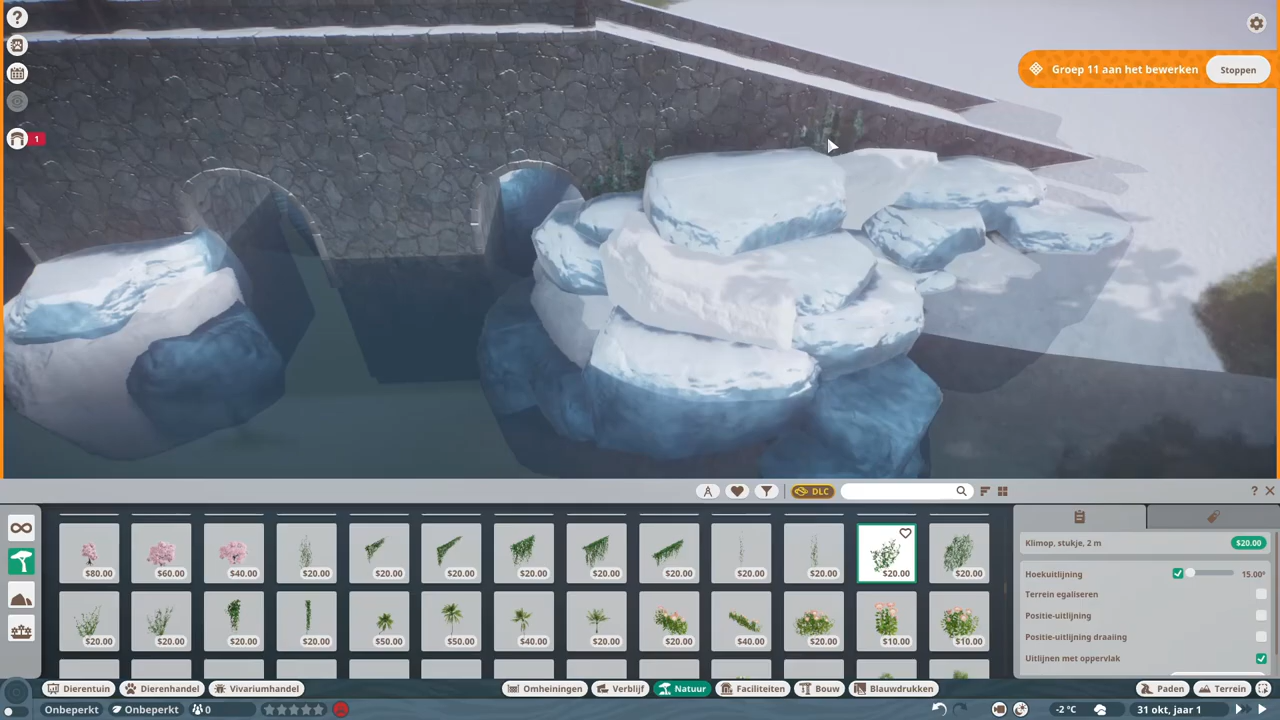 ?
Groep 11 aan het bewerken
Stoppen
1
DLC
?
$80.00
$60.00
$40.00
$20.00
$20.00
$20.00
$20.00
$20.00
$20.00
$20.00
$20.00
$20.00
$20.00
$20.00
$20.00
$20.00
$20.00
$50.00
$50.00
$40.00
$20.00
$20.00
$40.00
$20.00
$10.00
$10.00
Klimop, stukje, 2 m
$20.00
Hoekuitlijning
15.00°
Terrein egaliseren
Positie-uitlijning
Positie-uitlijning draaiing
Uitlijnen met oppervlak
Dierentuin
Dierenhandel
Vivariumhandel
Omheiningen
Verblijf
Natuur
Faciliteiten
Bouw
Blauwdrukken
Paden
Terrein
Onbeperkt
Onbeperkt
0
-2 °C
31 okt, jaar 1